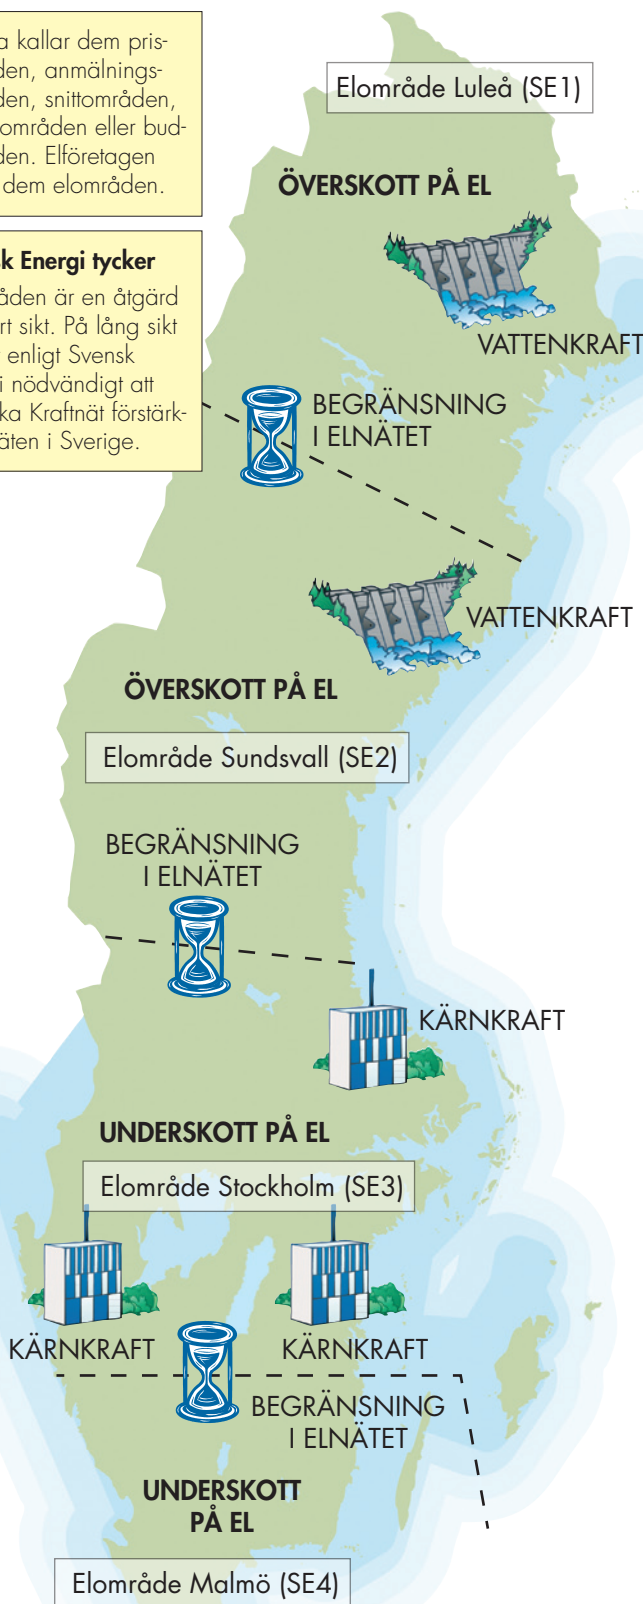 a kallar dem pris-
den, anmälnings-
den, snittområden,
områden eller bud-
den. Elföretagen
dem elområden.
k Energi tycker
åden är en åtgärd
rt sikt. På lång sikt
enligt Svensk
i nödvändigt att
ka Kraftnät förstärk-
äten i Sverige.
Elområde Luleå (SE1)
ÖVERSKOTT PÅ EL
VATTENKRAFT
BEGRÄNSNING
I ELNÄTET
VATTENKRAFT
ÖVERSKOTT PÅ EL
Elområde Sundsvall (SE2)
BEGRÄNSNING
I ELNÄTET
KÄRNKRAFT
UNDERSKOTT PÅ EL
Elområde Stockholm (SE3)
KÄRNKRAFT
KÄRNKRAFT
BEGRÄNSNING
I ELNÄTET
UNDERSKOTT
PÅ EL
Elområde Malmö (SE4)